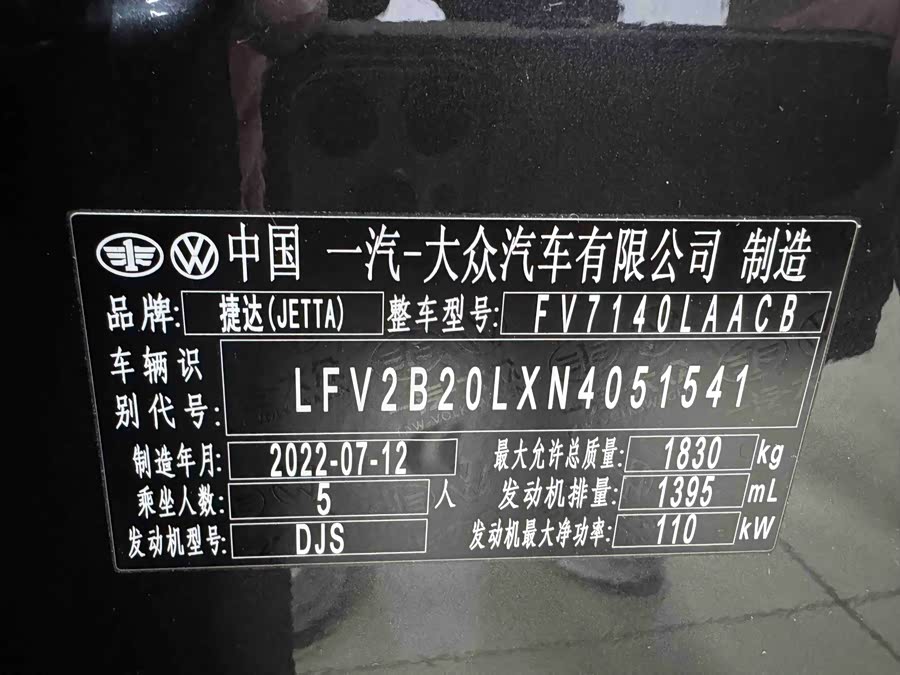 中国 一汽-大众汽车有限公司 制造
品牌: 捷达(JETTA) 整车型号: FV7140LAACB
车辆识别代号: LFV2B20LXN4051541
制造年月: 2022-07-12 最大允许总质量: 1830 kg
乘坐人数: 5 人 发动机排量: 1395 mL
发动机型号: DJS 发动机最大净功率: 110 kW